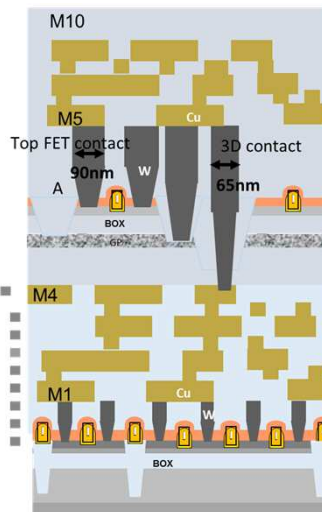 M10
M5
Cu
Top FET contact
3D contact
90nm
W
65nm
A
BOX
GP
M4
M1
Cu
W
BOX